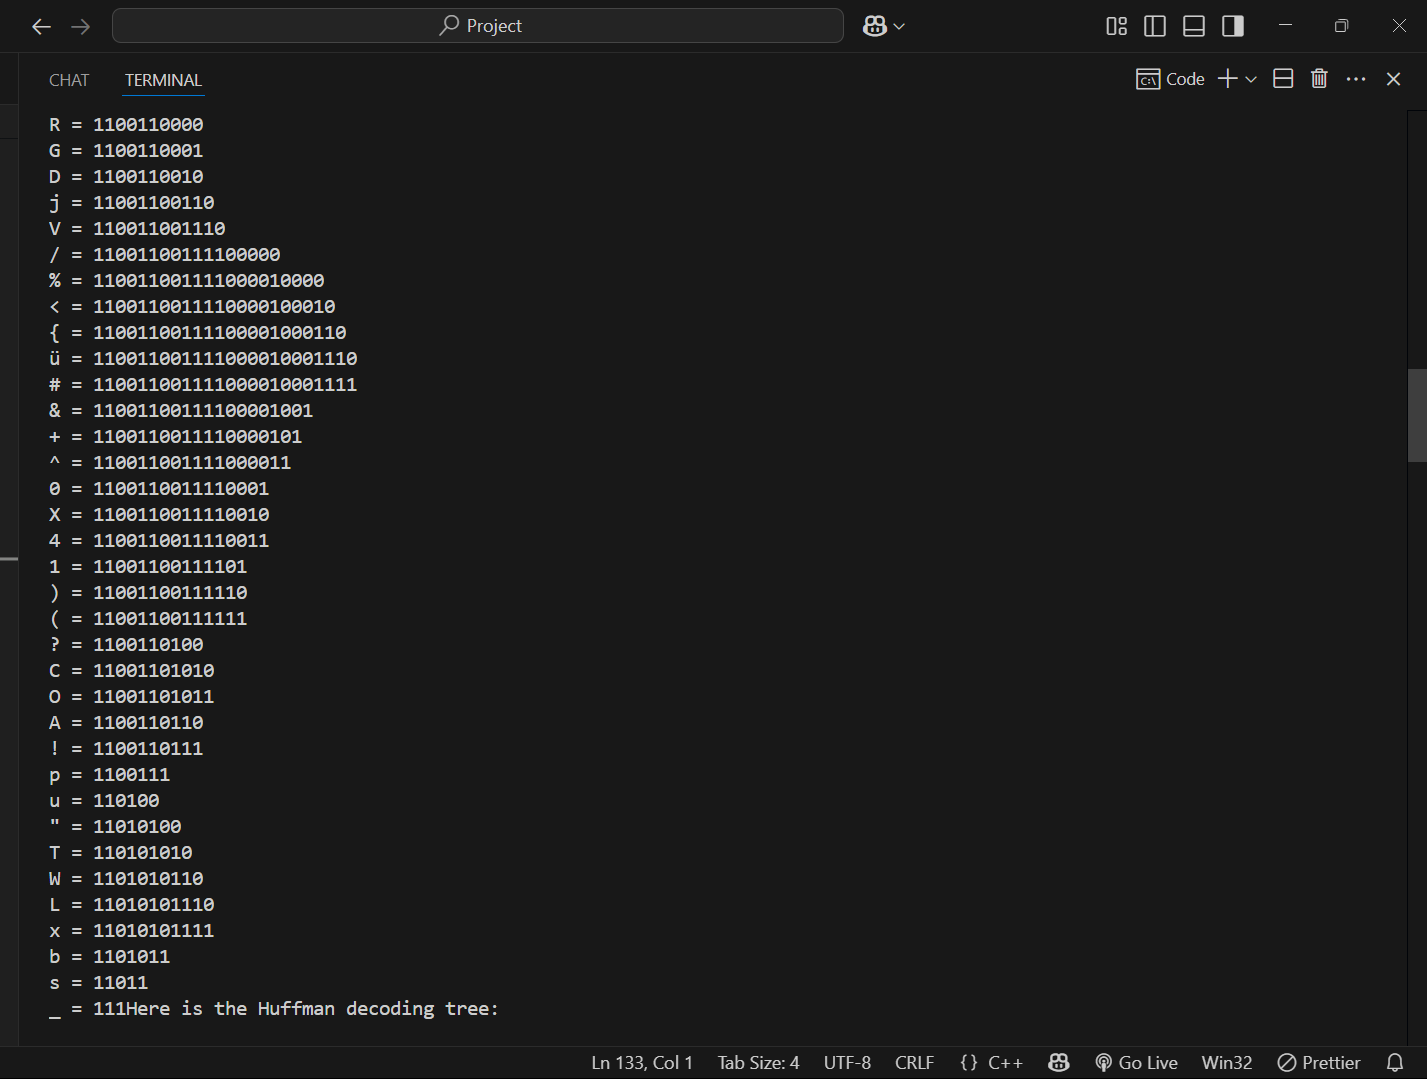 Project
CHAT TERMINAL Code
R = 1100110000
G = 1100110001
D = 1100110010
j = 11001100110
V = 110011001110
/ = 11001100111100000
% = 110011001111000010000
< = 1100110011110000100010
{ = 11001100111100001000110
ü = 110011001111000010001110
# = 110011001111000010001111
& = 11001100111100001001
+ = 1100110011110000101
^ = 110011001111000011
0 = 1100110011110001
X = 1100110011110010
4 = 1100110011110011
1 = 11001100111101
) = 11001100111110
( = 11001100111111
? = 1100110100
C = 11001101010
O = 11001101011
A = 1100110110
! = 1100110111
p = 1100111
u = 110100
" = 11010100
T = 110101010
W = 1101010110
L = 11010101110
x = 11010101111
b = 1101011
s = 11011
_ = 111Here is the Huffman decoding tree:
Ln 133, Col 1 Tab Size: 4 UTF-8 CRLF {} C++ Go Live Win32 Prettier